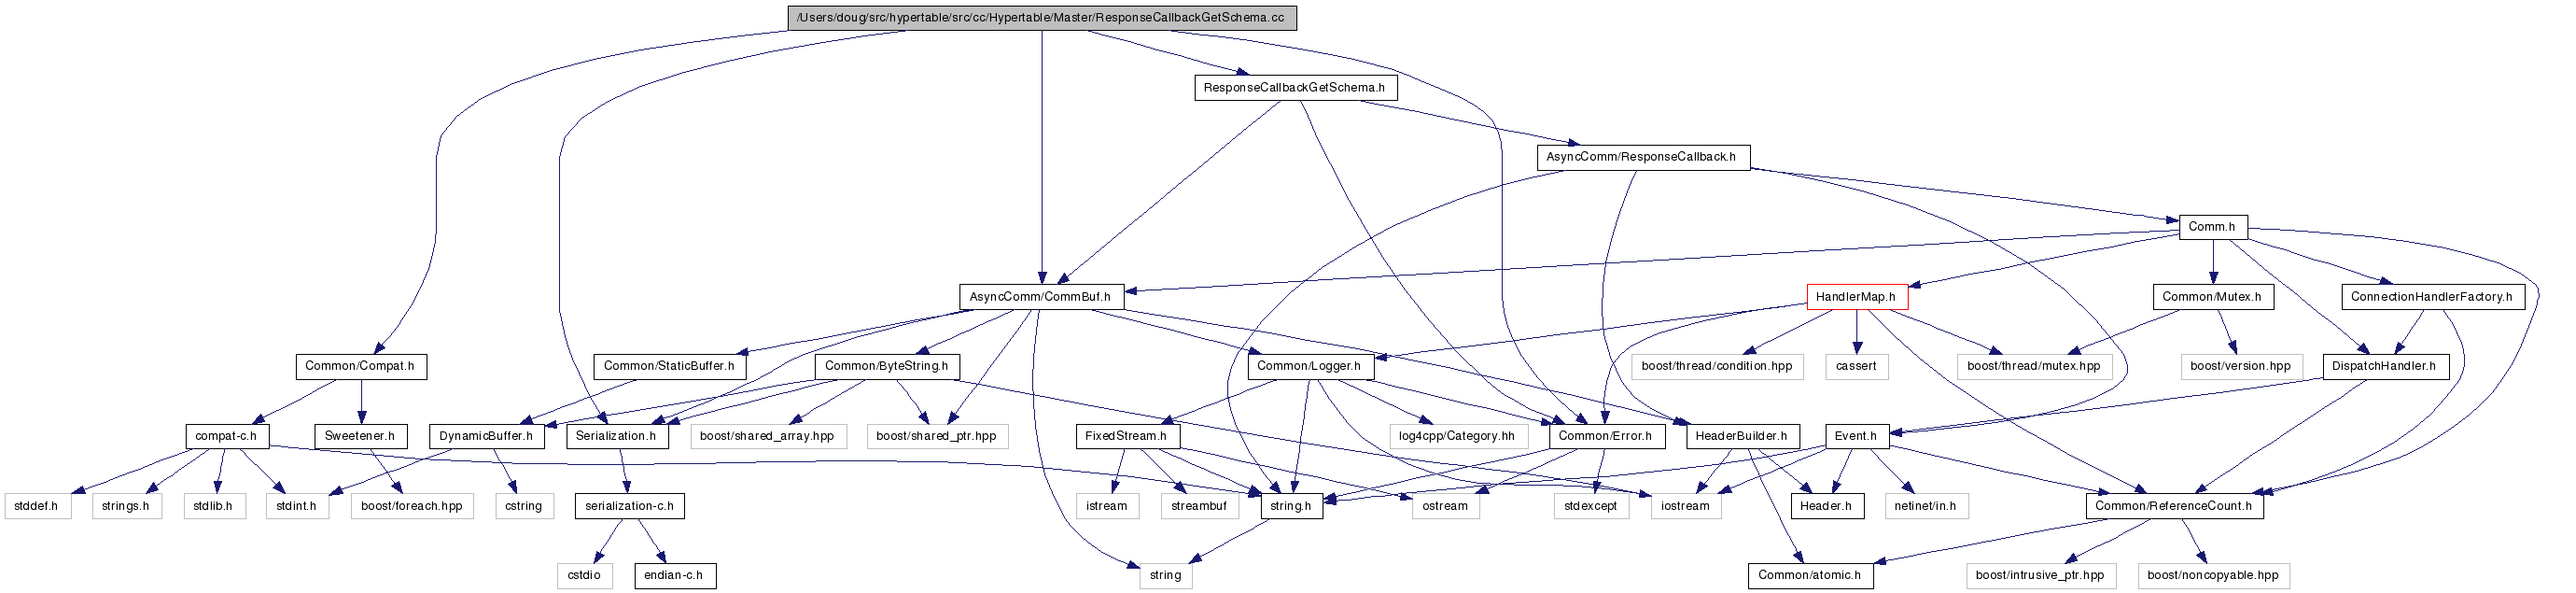 /Users/doug/src/hypertable/src/cc/Hypertable/Master/ResponseCallbackGetSchema.cc
ResponseCallbackGetSchema.h
AsyncComm/ResponseCallback.h
Comm.h
AsyncComm/CommBuf.h
HandlerMap.h
Common/Mutex.h
ConnectionHandlerFactory.h
Common/Compat.h
Common/StaticBuffer.h
Common/ByteString.h
Common/Logger.h
boost/thread/condition.hpp
cassert
boost/thread/mutex.hpp
boost/version.hpp
DispatchHandler.h
compat-c.h
Sweetener.h
DynamicBuffer.h
Serialization.h
boost/shared_array.hpp
boost/shared_ptr.hpp
FixedStream.h
log4cpp/Category.hh
Common/Error.h
HeaderBuilder.h
Event.h
stddef.h
strings.h
stdlib.h
stdint.h
boost/foreach.hpp
cstring
serialization-c.h
istream
streambuf
string.h
ostream
stdexcept
iostream
Header.h
netinet/in.h
Common/ReferenceCount.h
cstdio
endian-c.h
string
Common/atomic.h
boost/intrusive_ptr.hpp
boost/noncopyable.hpp